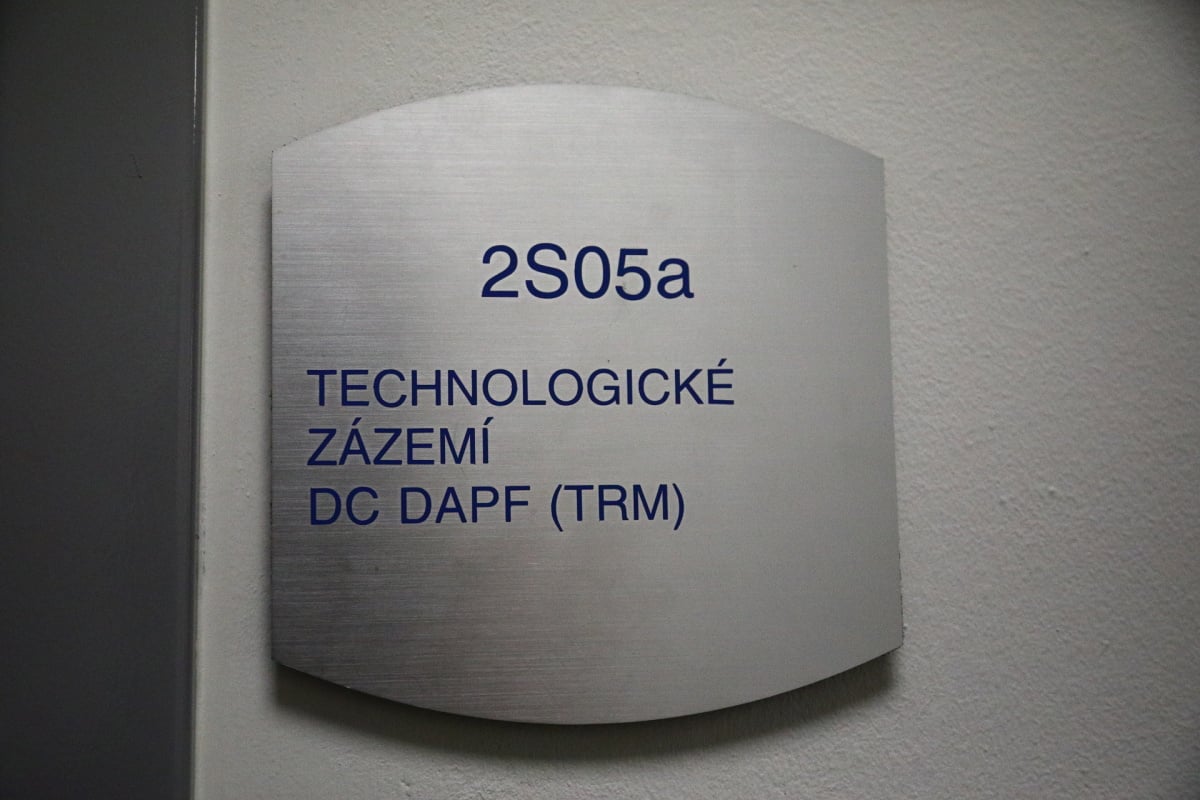 2S05a
TECHNOLOGICKÉ
ZÁZEMÍ
DC DAPF (TRM)